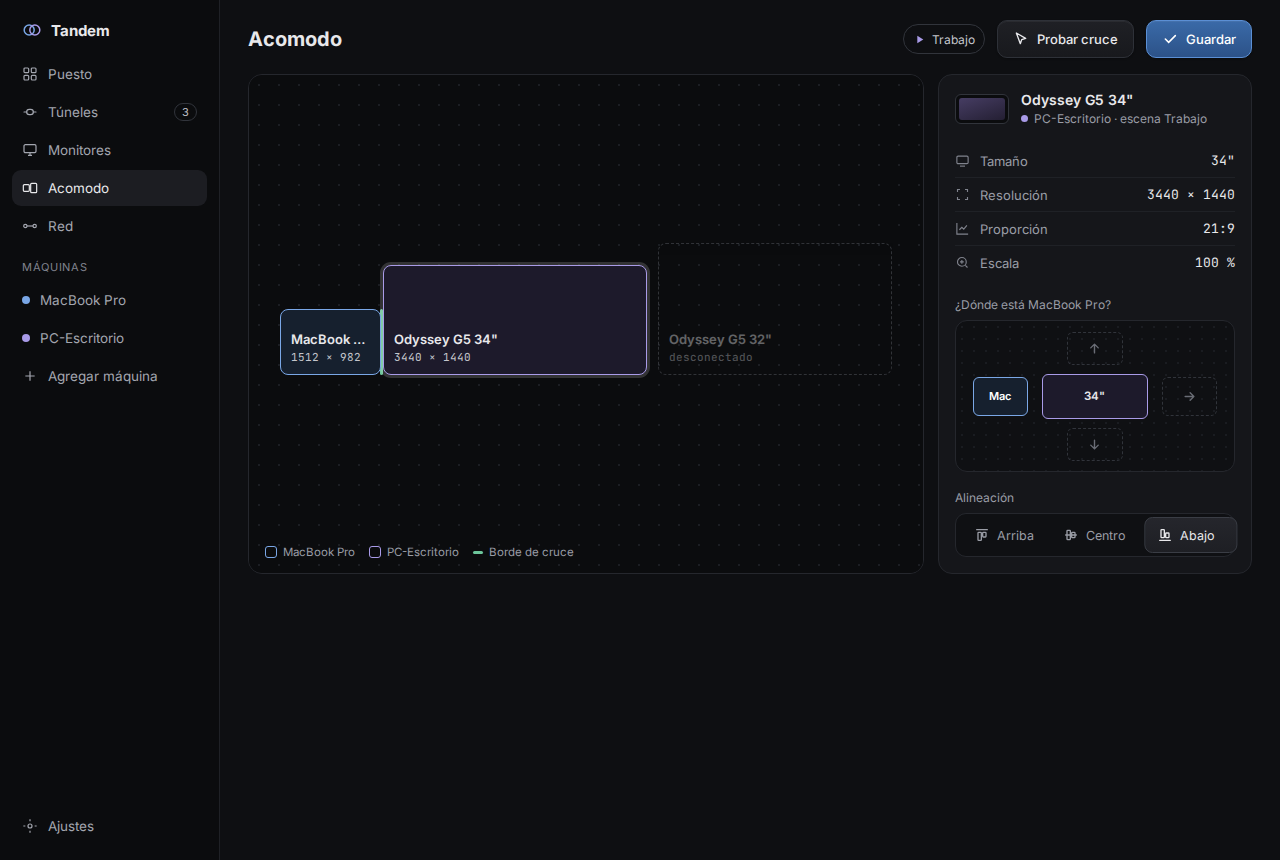 Tandem
Puesto
Túneles
3
Monitores
Acomodo
Red
MÁQUINAS
MacBook Pro
PC-Escritorio
Agregar máquina
Ajustes
Acomodo
Trabajo
Probar cruce
Guardar
MacBook ...
1512 × 982
Odyssey G5 34"
3440 × 1440
Odyssey G5 32"
desconectado
MacBook Pro
PC-Escritorio
Borde de cruce
Odyssey G5 34"
PC-Escritorio · escena Trabajo
Tamaño 34"
Resolución 3440 × 1440
Proporción 21:9
Escala 100 %
¿Dónde está MacBook Pro?
Mac
34"
Alineación
Arriba
Centro
Abajo